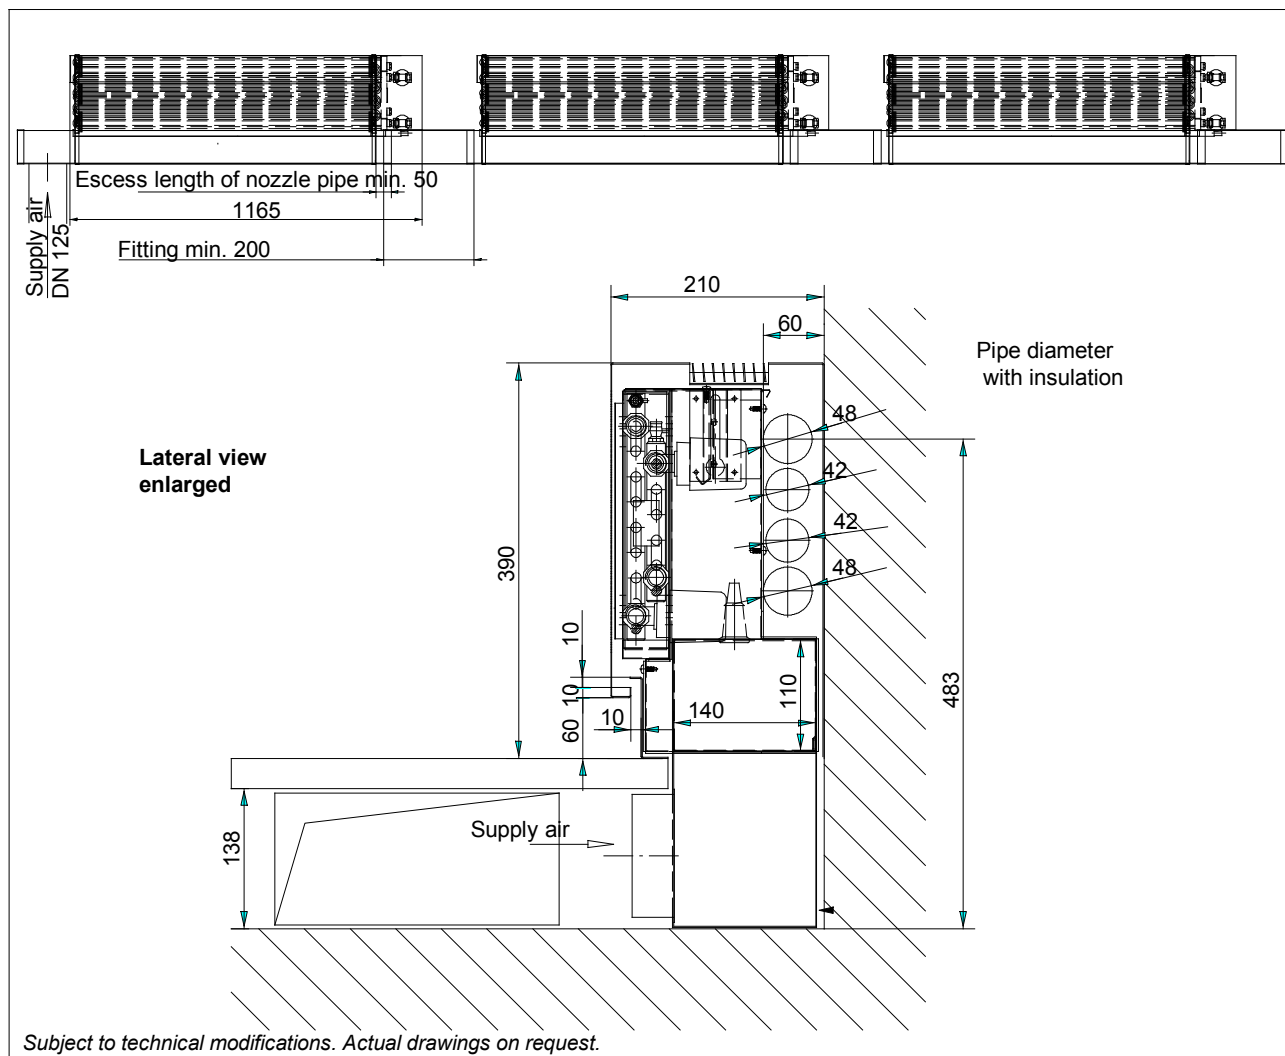 Escess length of nozzle pipe min. 50
1165
Supply air
DN 125
Fitting min. 200
210
60
Pipe diameter
with insulation
48
Lateral view
enlarged
42
42
390
48
10
483
10
110
10
140
60
Supply air
138
Subject to technical modifications. Actual drawings on request.